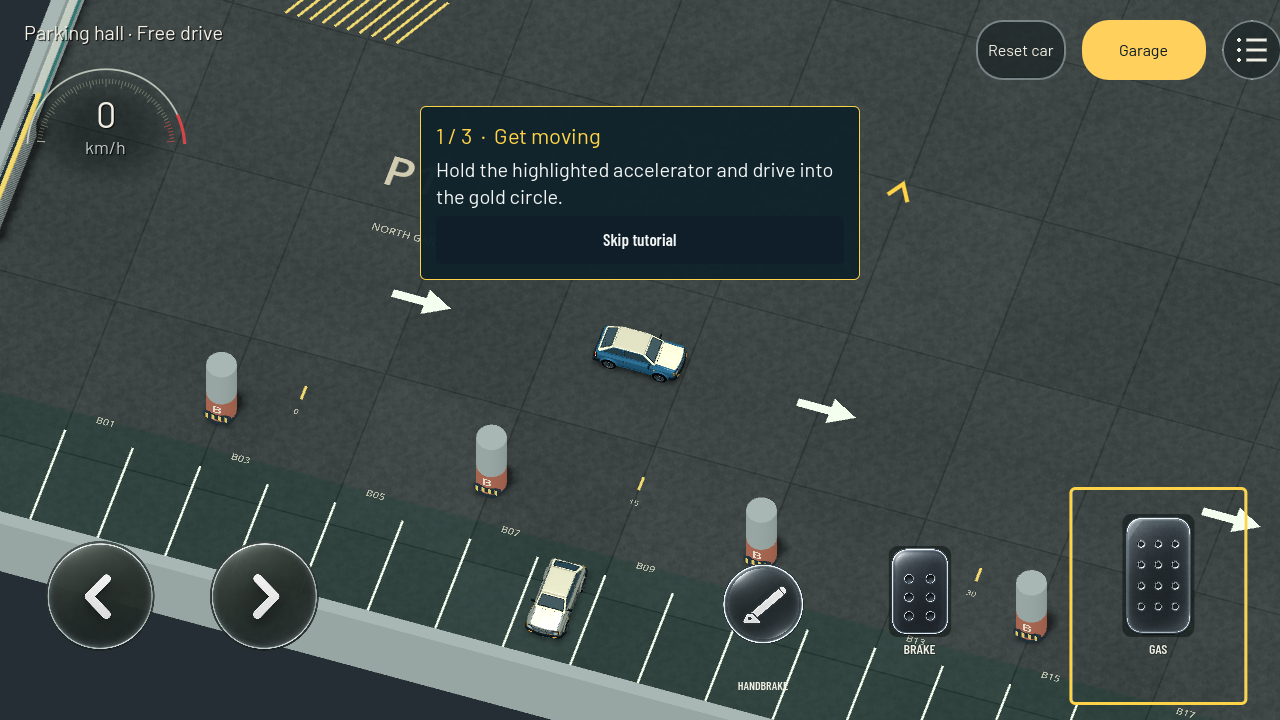 Parking hall · Free drive
Reset car
Garage
0
km/h
1 / 3 · Get moving
Hold the highlighted accelerator and drive into
the gold circle.
Skip tutorial
P
NORTH G
B01
B03
B05
B07
B09
B13
B15
B17
0
15
30
B
B
B
B
HANDBRAKE
BRAKE
GAS